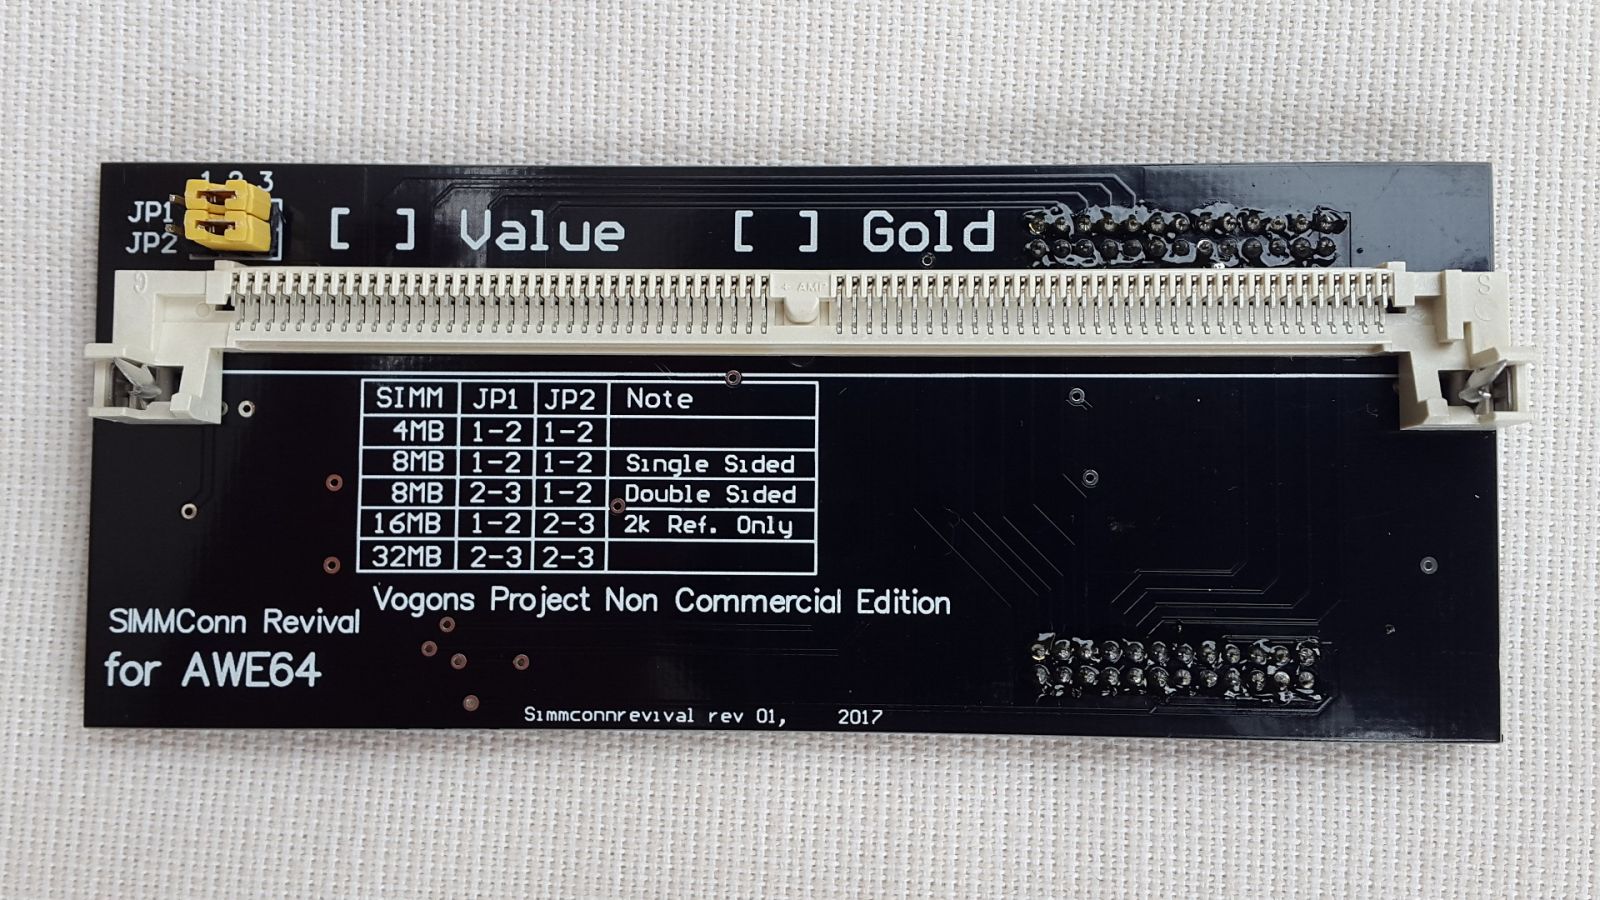 1 2 3
JP1
JP2
[ ] Value [ ] Gold
AMP
SIMM JP1 JP2 Note
4MB 1-2 1-2
8MB 1-2 1-2 Single Sided
8MB 2-3 1-2 Double Sided
16MB 1-2 2-3 2k Ref. Only
32MB 2-3 2-3
Vogons Project Non Commercial Edition
SIMMConn Revival
for AWE64
Simmconnrevival rev 01, 2017